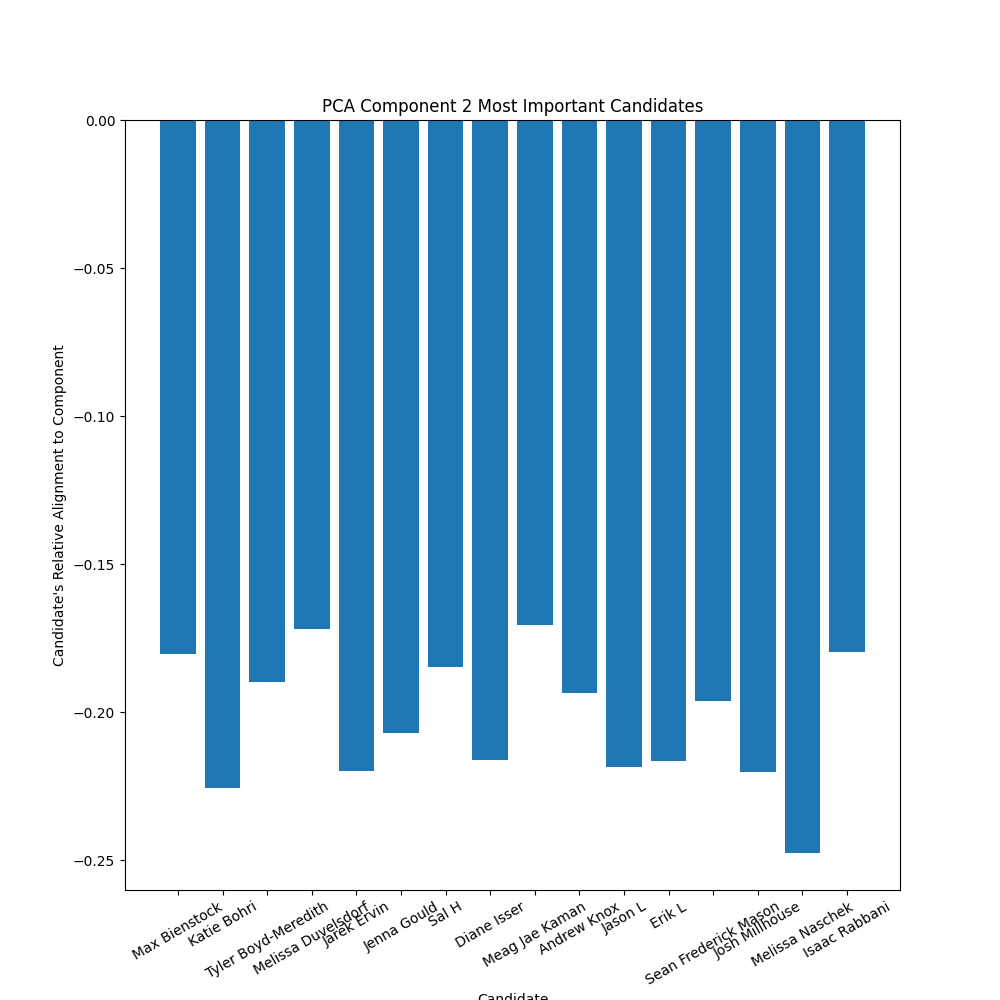 PCA Component 2 Most Important Candidates
Candidate's Relative Alignment to Component
0.00
−0.05
−0.10
−0.15
−0.20
−0.25
Max Bienstock
Katie Bohri
Tyler Boyd-Meredith
Melissa Duvelsdorf
Jarek Ervin
Jenna Gould
Sal H
Diane Isser
Meag Jae Kaman
Andrew Knox
Jason L
Erik L
Sean Frederick Mason
Josh Millhouse
Melissa Naschek
Isaac Rabbani
Candidate